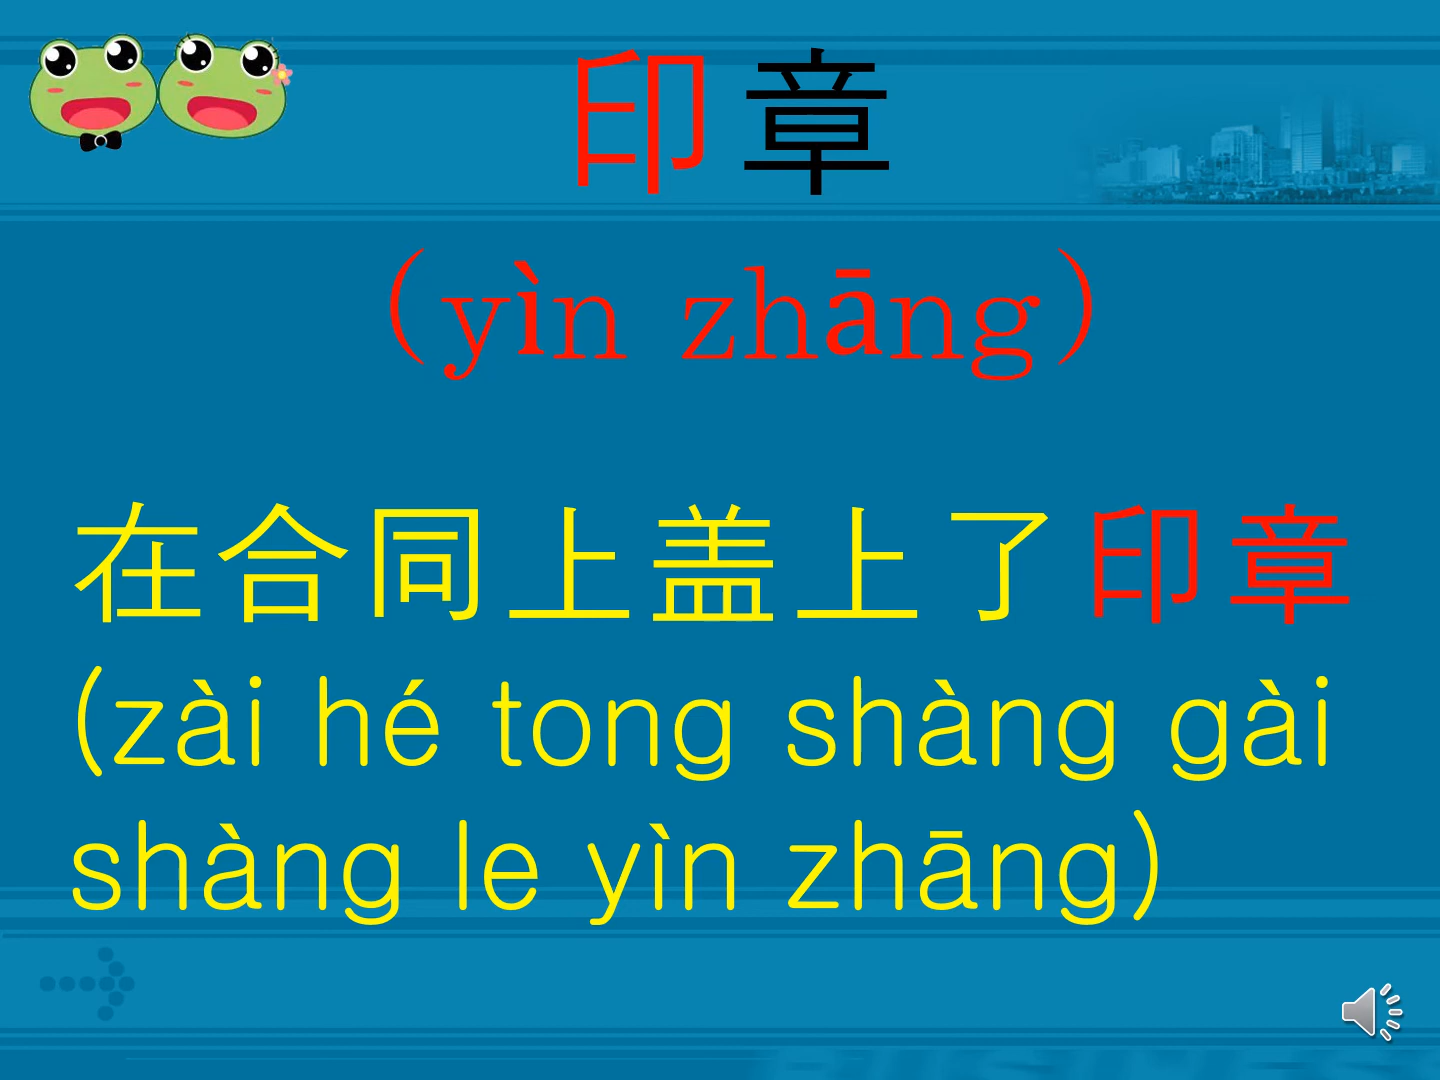 印章
(yìn zhāng)
在合同上盖上了印章
(zài hé tong shàng gài
shàng le yìn zhāng)